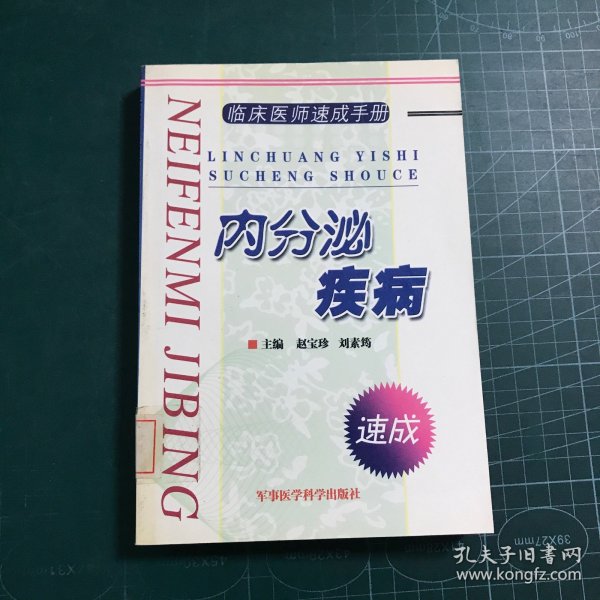 临床医师速成手册
LINCHUANG YISHI
SUCHENG SHOUCE
NEIFENMI JIBING
内分泌
疾病
■主编 赵宝珍 刘素筠
速成
军事医学科学出版社
孔夫子旧书网
www.kongfz.com
39X27mm